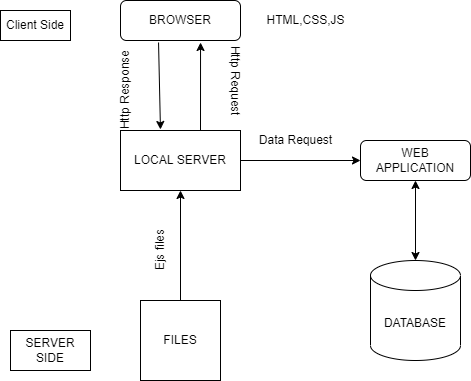 Client Side
BROWSER
HTML,CSS,JS
Http Response
Http Request
LOCAL SERVER
Data Request
WEB
APPLICATION
Ejs files
FILES
DATABASE
SERVER
SIDE